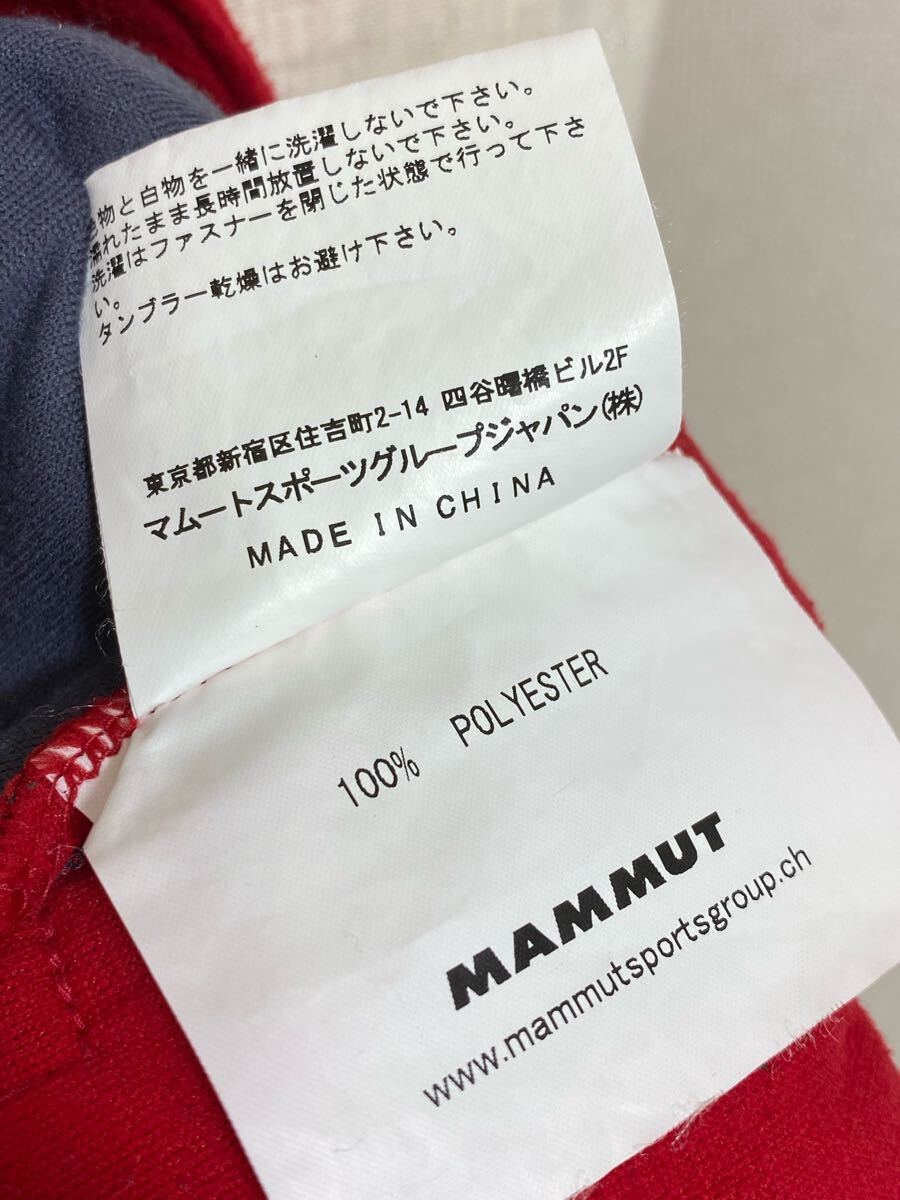 色物と白物を一緒に洗濯しないで下さい。
濡れたまま長時間放置しないで下さい。
洗濯はファスナーを閉じた状態で行って下さ
い。
タンブラー乾燥はお避け下さい。
東京都新宿区住吉町2-14 四谷曙橋ビル2F
マムートスポーツグループジャパン(株)
MADE IN CHINA
100% POLYESTER
MAMMUT
www.mammutsportsgroup.ch